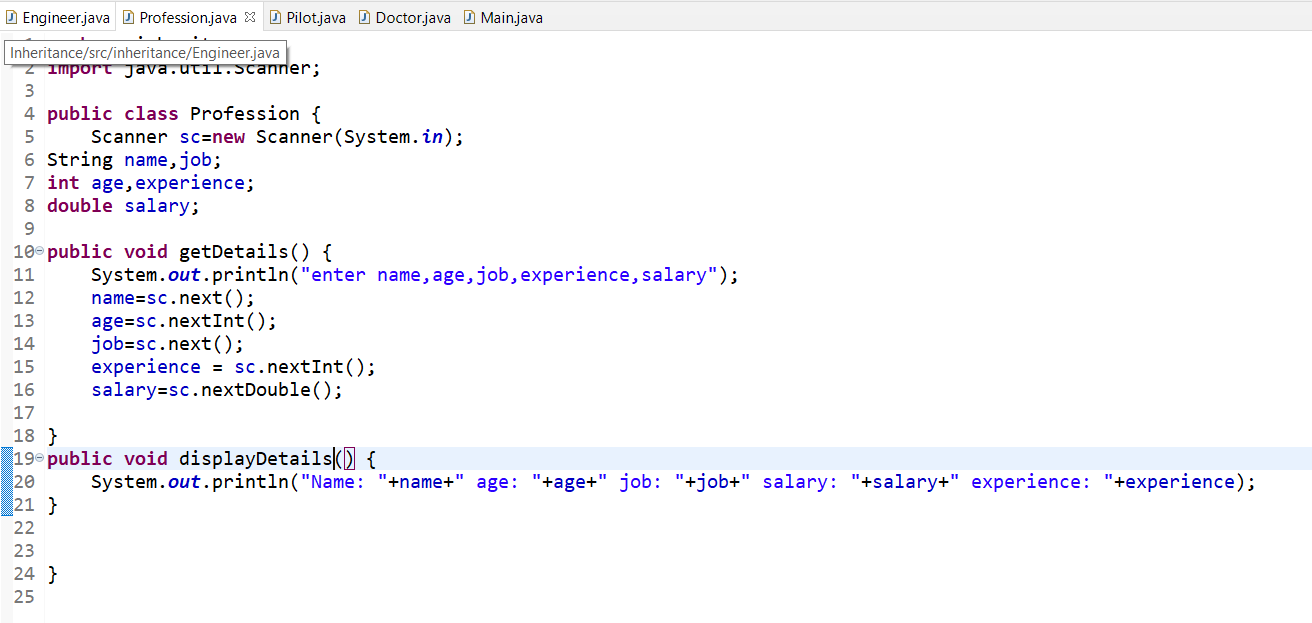 Engineer.java Profession.java Pilot.java Doctor.java Main.java
Inheritance/src/inheritance/Engineer.java
2 import java.util.Scanner;
3
4 public class Profession {
5 Scanner sc=new Scanner(System.in);
6 String name,job;
7 int age,experience;
8 double salary;
9
10 public void getDetails() {
11 System.out.println("enter name,age,job,experience,salary");
12 name=sc.next();
13 age=sc.nextInt();
14 job=sc.next();
15 experience = sc.nextInt();
16 salary=sc.nextDouble();
17
18 }
19 public void displayDetails() {
20 System.out.println("Name: "+name+" age: "+age+" job: "+job+" salary: "+salary+" experience: "+experience);
21 }
22
23
24 }
25